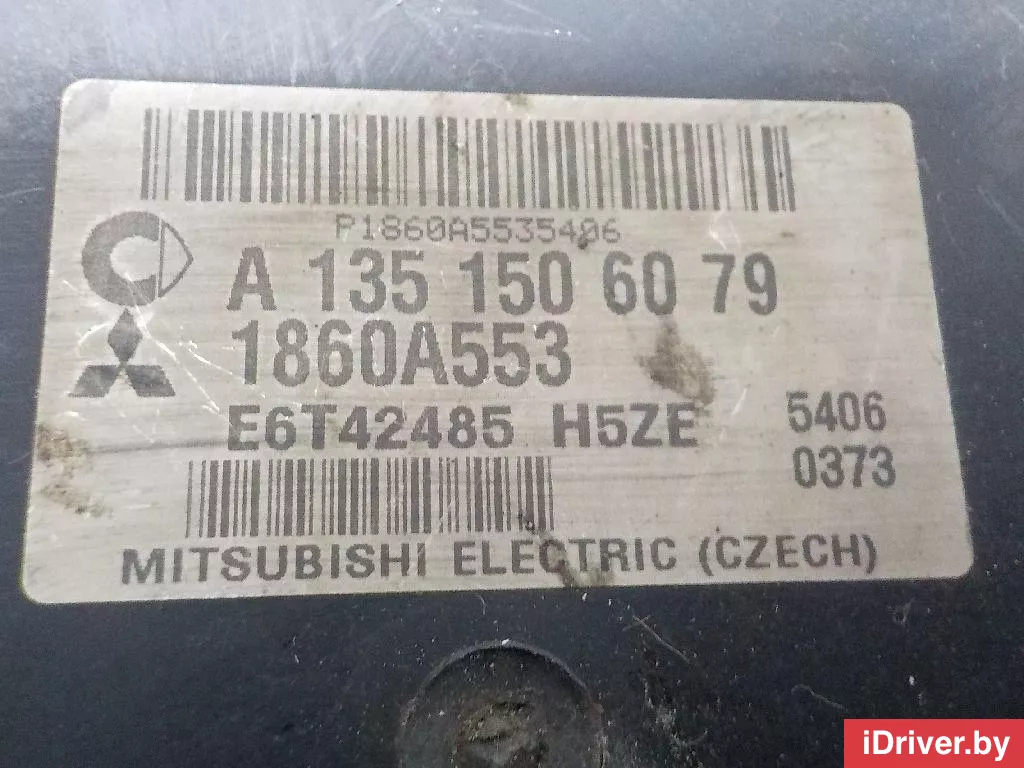 P1860A5535406
A 135 150 60 79
1860A553
E6T42485 H5ZE 5406
0373
MITSUBISHI ELECTRIC (CZECH)
iDriver.by